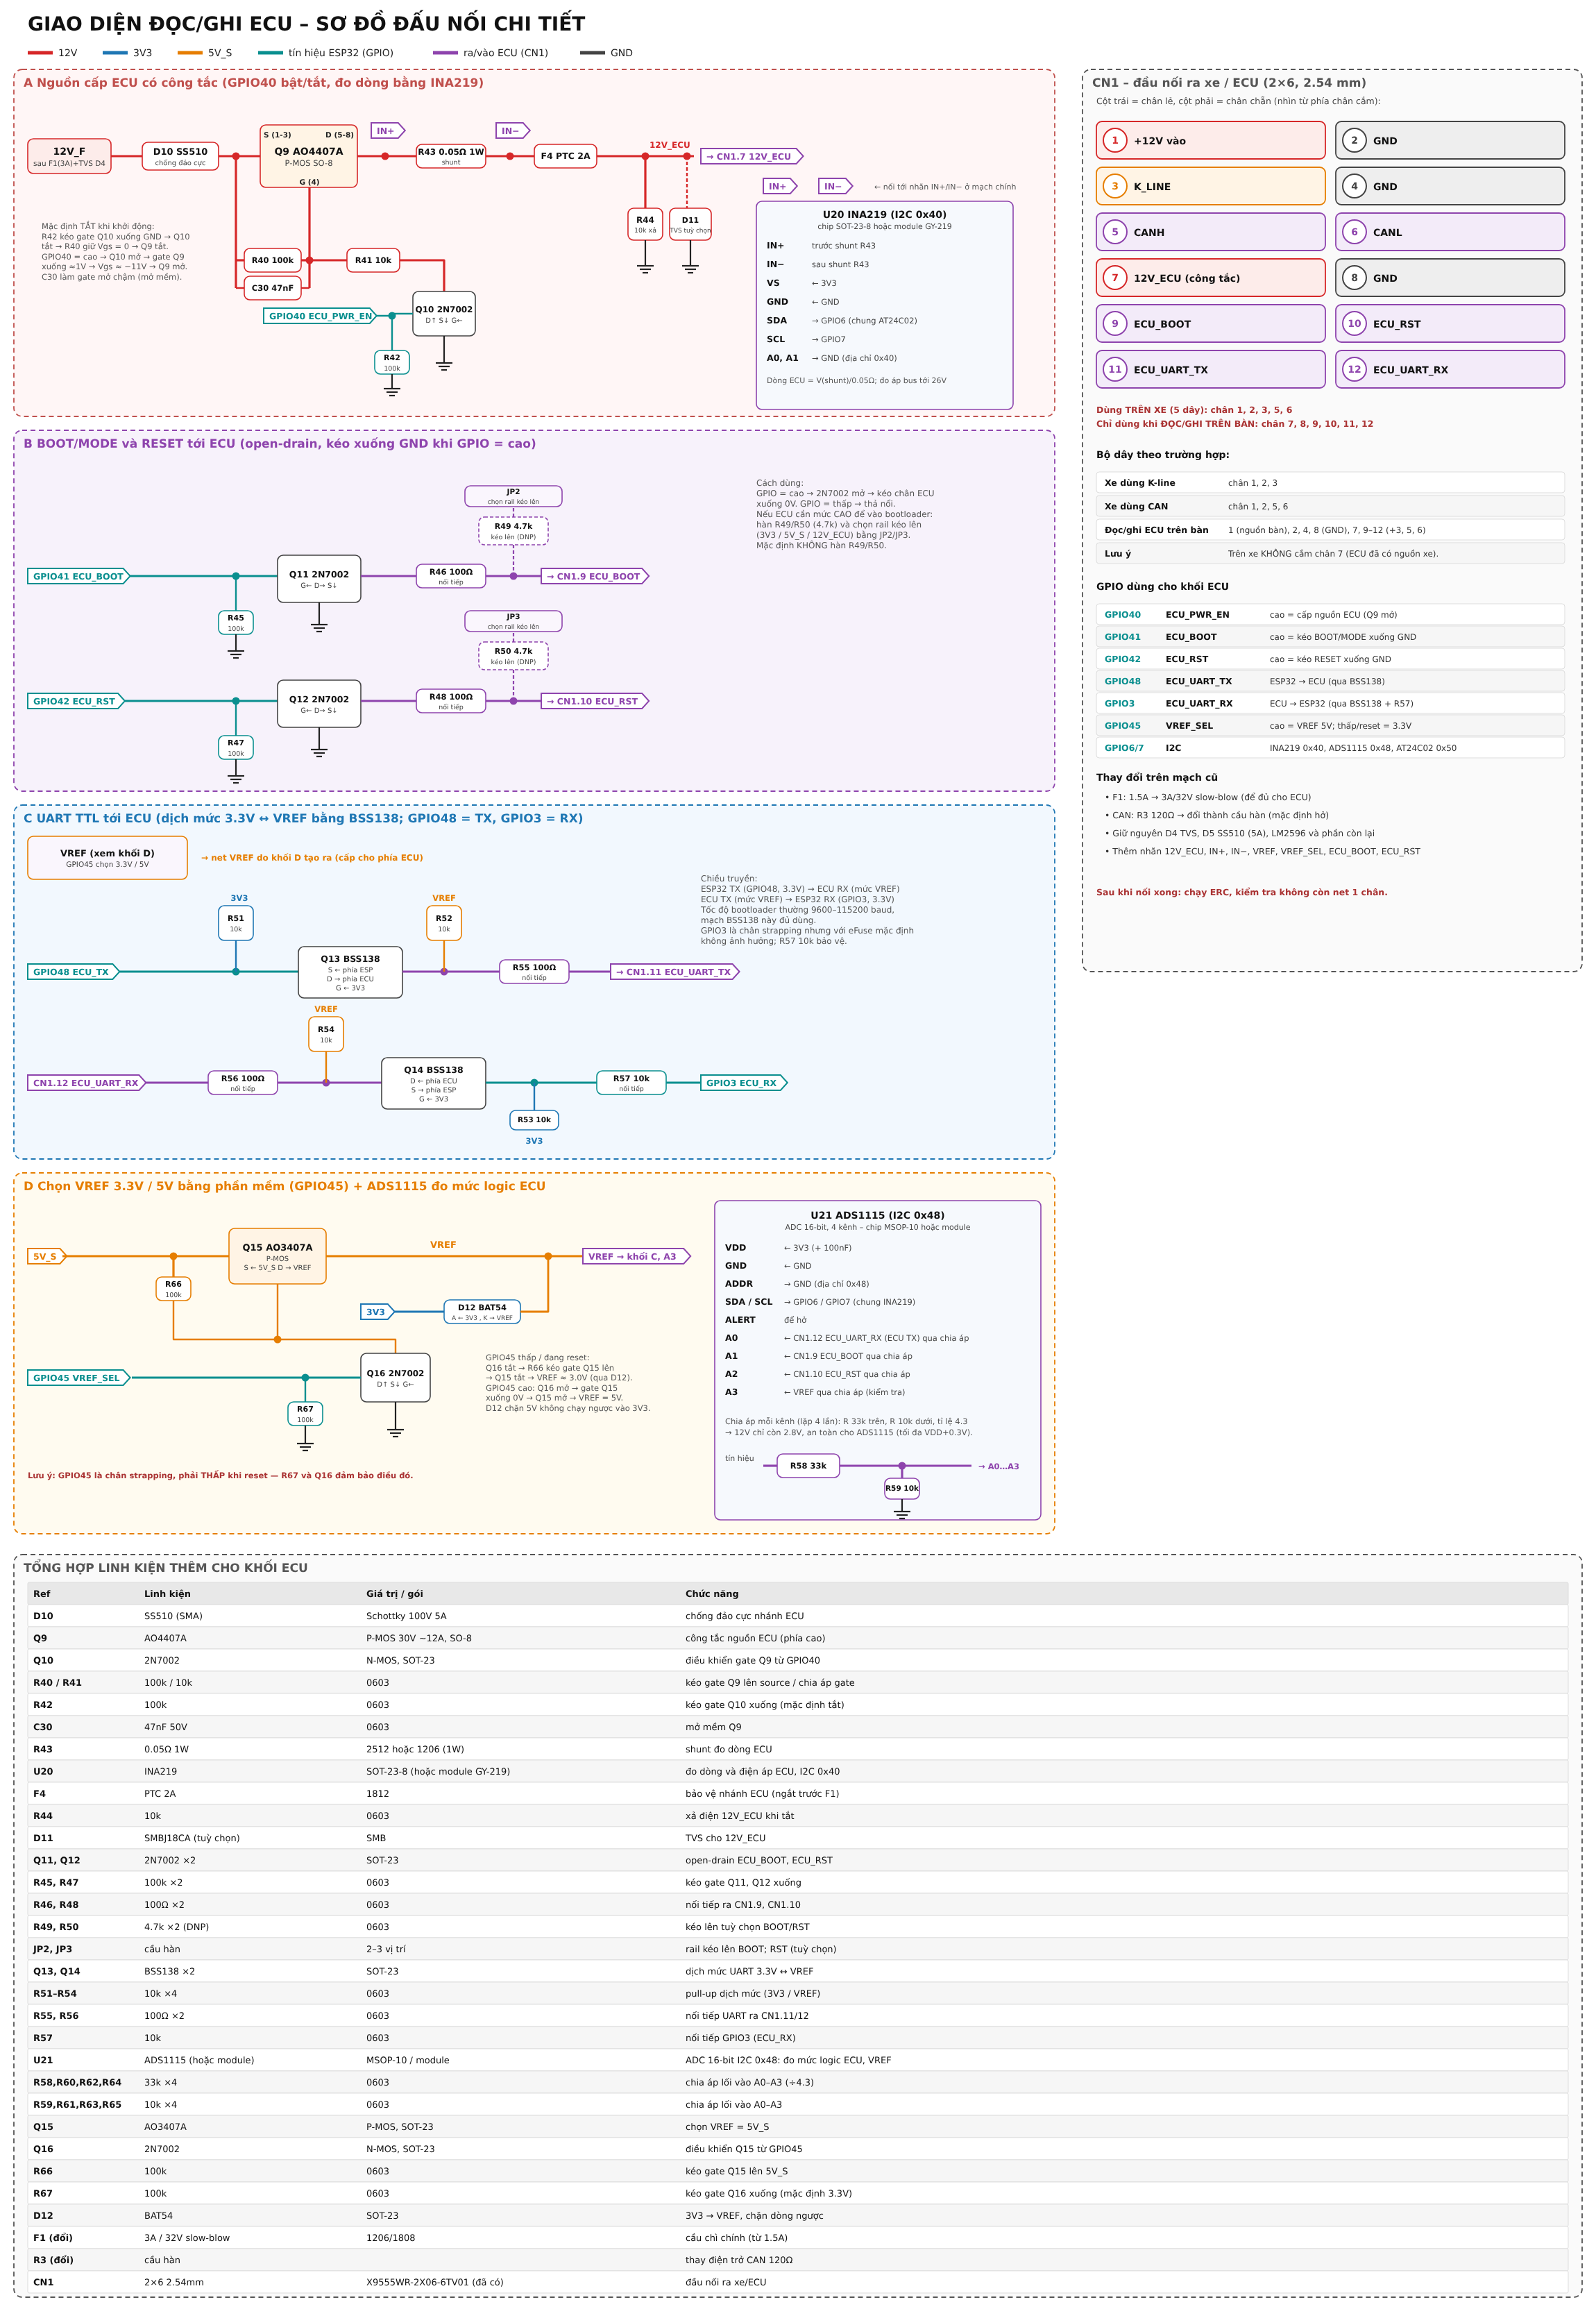 GIAO DIỆN ĐỌC/GHI ECU – SƠ ĐỒ ĐẤU NỐI CHI TIẾT
12V 3V3 5V_S tín hiệu ESP32 (GPIO) ra/vào ECU (CN1) GND
A Nguồn cấp ECU có công tắc (GPIO40 bật/tắt, đo dòng bằng INA219)
12V_F
sau F1(3A)+TVS D4
D10 SS510
chống đảo cực
S (1-3) D (5-8)
Q9 AO4407A
P-MOS SO-8
G (4)
IN+
R43 0.05Ω 1W
shunt
IN−
F4 PTC 2A
12V_ECU
→ CN1.7 12V_ECU
IN+ IN− ← nối tới nhãn IN+/IN− ở mạch chính
R44
10k xả
D11
TVS tuỳ chọn
Mặc định TẮT khi khởi động:
R42 kéo gate Q10 xuống GND → Q10
tắt → R40 giữ Vgs = 0 → Q9 tắt.
GPIO40 = cao → Q10 mở → gate Q9
xuống ≈1V → Vgs ≈ −11V → Q9 mở.
C30 làm gate mở chậm (mở mềm).
R40 100k
R41 10k
C30 47nF
GPIO40 ECU_PWR_EN
Q10 2N7002
D↑ S↓ G←
R42
100k
U20 INA219 (I2C 0x40)
chip SOT-23-8 hoặc module GY-219
IN+ trước shunt R43
IN− sau shunt R43
VS ← 3V3
GND ← GND
SDA → GPIO6 (chung AT24C02)
SCL → GPIO7
A0, A1 → GND (địa chỉ 0x40)
Dòng ECU = V(shunt)/0.05Ω; đo áp bus tới 26V
B BOOT/MODE và RESET tới ECU (open-drain, kéo xuống GND khi GPIO = cao)
JP2
chọn rail kéo lên
R49 4.7k
kéo lên (DNP)
GPIO41 ECU_BOOT
Q11 2N7002
G← D→ S↓
R46 100Ω
nối tiếp
→ CN1.9 ECU_BOOT
R45
100k
JP3
chọn rail kéo lên
R50 4.7k
kéo lên (DNP)
GPIO42 ECU_RST
Q12 2N7002
G← D→ S↓
R48 100Ω
nối tiếp
→ CN1.10 ECU_RST
R47
100k
Cách dùng:
GPIO = cao → 2N7002 mở → kéo chân ECU
xuống 0V. GPIO = thấp → thả nổi.
Nếu ECU cần mức CAO để vào bootloader:
hàn R49/R50 (4.7k) và chọn rail kéo lên
(3V3 / 5V_S / 12V_ECU) bằng JP2/JP3.
Mặc định KHÔNG hàn R49/R50.
C UART TTL tới ECU (dịch mức 3.3V ↔ VREF bằng BSS138; GPIO48 = TX, GPIO3 = RX)
VREF (xem khối D)
GPIO45 chọn 3.3V / 5V
→ net VREF do khối D tạo ra (cấp cho phía ECU)
3V3
R51
10k
VREF
R52
10k
GPIO48 ECU_TX
Q13 BSS138
S ← phía ESP
D → phía ECU
G ← 3V3
R55 100Ω
nối tiếp
→ CN1.11 ECU_UART_TX
VREF
R54
10k
CN1.12 ECU_UART_RX
R56 100Ω
nối tiếp
Q14 BSS138
D ← phía ECU
S → phía ESP
G ← 3V3
R57 10k
nối tiếp
GPIO3 ECU_RX
R53 10k
3V3
Chiều truyền:
ESP32 TX (GPIO48, 3.3V) → ECU RX (mức VREF)
ECU TX (mức VREF) → ESP32 RX (GPIO3, 3.3V)
Tốc độ bootloader thường 9600–115200 baud,
mạch BSS138 này đủ dùng.
GPIO3 là chân strapping nhưng với eFuse mặc định
không ảnh hưởng; R57 10k bảo vệ.
D Chọn VREF 3.3V / 5V bằng phần mềm (GPIO45) + ADS1115 đo mức logic ECU
5V_S
Q15 AO3407A
P-MOS
S ← 5V_S D → VREF
VREF
VREF → khối C, A3
R66
100k
3V3
D12 BAT54
A ← 3V3 , K → VREF
GPIO45 VREF_SEL
Q16 2N7002
D↑ S↓ G←
R67
100k
GPIO45 thấp / đang reset:
Q16 tắt → R66 kéo gate Q15 lên
→ Q15 tắt → VREF ≈ 3.0V (qua D12).
GPIO45 cao: Q16 mở → gate Q15
xuống 0V → Q15 mở → VREF = 5V.
D12 chặn 5V không chạy ngược vào 3V3.
Lưu ý: GPIO45 là chân strapping, phải THẤP khi reset — R67 và Q16 đảm bảo điều đó.
U21 ADS1115 (I2C 0x48)
ADC 16-bit, 4 kênh – chip MSOP-10 hoặc module
VDD ← 3V3 (+ 100nF)
GND ← GND
ADDR → GND (địa chỉ 0x48)
SDA / SCL → GPIO6 / GPIO7 (chung INA219)
ALERT để hở
A0 ← CN1.12 ECU_UART_RX (ECU TX) qua chia áp
A1 ← CN1.9 ECU_BOOT qua chia áp
A2 ← CN1.10 ECU_RST qua chia áp
A3 ← VREF qua chia áp (kiểm tra)
Chia áp mỗi kênh (lặp 4 lần): R 33k trên, R 10k dưới, tỉ lệ 4.3
→ 12V chỉ còn 2.8V, an toàn cho ADS1115 (tối đa VDD+0.3V).
tín hiệu
R58 33k
→ A0…A3
R59 10k
CN1 – đầu nối ra xe / ECU (2×6, 2.54 mm)
Cột trái = chân lẻ, cột phải = chân chẵn (nhìn từ phía chân cắm):
1 +12V vào 2 GND
3 K_LINE 4 GND
5 CANH 6 CANL
7 12V_ECU (công tắc) 8 GND
9 ECU_BOOT 10 ECU_RST
11 ECU_UART_TX 12 ECU_UART_RX
Dùng TRÊN XE (5 dây): chân 1, 2, 3, 5, 6
Chỉ dùng khi ĐỌC/GHI TRÊN BÀN: chân 7, 8, 9, 10, 11, 12
Bộ dây theo trường hợp:
Xe dùng K-line chân 1, 2, 3
Xe dùng CAN chân 1, 2, 5, 6
Đọc/ghi ECU trên bàn 1 (nguồn bàn), 2, 4, 8 (GND), 7, 9–12 (+3, 5, 6)
Lưu ý Trên xe KHÔNG cắm chân 7 (ECU đã có nguồn xe).
GPIO dùng cho khối ECU
GPIO40 ECU_PWR_EN cao = cấp nguồn ECU (Q9 mở)
GPIO41 ECU_BOOT cao = kéo BOOT/MODE xuống GND
GPIO42 ECU_RST cao = kéo RESET xuống GND
GPIO48 ECU_UART_TX ESP32 → ECU (qua BSS138)
GPIO3 ECU_UART_RX ECU → ESP32 (qua BSS138 + R57)
GPIO45 VREF_SEL cao = VREF 5V; thấp/reset = 3.3V
GPIO6/7 I2C INA219 0x40, ADS1115 0x48, AT24C02 0x50
Thay đổi trên mạch cũ
• F1: 1.5A → 3A/32V slow-blow (để đủ cho ECU)
• CAN: R3 120Ω → đổi thành cầu hàn (mặc định hở)
• Giữ nguyên D4 TVS, D5 SS510 (5A), LM2596 và phần còn lại
• Thêm nhãn 12V_ECU, IN+, IN−, VREF, VREF_SEL, ECU_BOOT, ECU_RST
Sau khi nối xong: chạy ERC, kiểm tra không còn net 1 chân.
TỔNG HỢP LINH KIỆN THÊM CHO KHỐI ECU
Ref Linh kiện Giá trị / gói Chức năng
D10 SS510 (SMA) Schottky 100V 5A chống đảo cực nhánh ECU
Q9 AO4407A P-MOS 30V ~12A, SO-8 công tắc nguồn ECU (phía cao)
Q10 2N7002 N-MOS, SOT-23 điều khiển gate Q9 từ GPIO40
R40 / R41 100k / 10k 0603 kéo gate Q9 lên source / chia áp gate
R42 100k 0603 kéo gate Q10 xuống (mặc định tắt)
C30 47nF 50V 0603 mở mềm Q9
R43 0.05Ω 1W 2512 hoặc 1206 (1W) shunt đo dòng ECU
U20 INA219 SOT-23-8 (hoặc module GY-219) đo dòng và điện áp ECU, I2C 0x40
F4 PTC 2A 1812 bảo vệ nhánh ECU (ngắt trước F1)
R44 10k 0603 xả điện 12V_ECU khi tắt
D11 SMBJ18CA (tuỳ chọn) SMB TVS cho 12V_ECU
Q11, Q12 2N7002 ×2 SOT-23 open-drain ECU_BOOT, ECU_RST
R45, R47 100k ×2 0603 kéo gate Q11, Q12 xuống
R46, R48 100Ω ×2 0603 nối tiếp ra CN1.9, CN1.10
R49, R50 4.7k ×2 (DNP) 0603 kéo lên tuỳ chọn BOOT/RST
JP2, JP3 cầu hàn 2–3 vị trí rail kéo lên BOOT; RST (tuỳ chọn)
Q13, Q14 BSS138 ×2 SOT-23 dịch mức UART 3.3V ↔ VREF
R51–R54 10k ×4 0603 pull-up dịch mức (3V3 / VREF)
R55, R56 100Ω ×2 0603 nối tiếp UART ra CN1.11/12
R57 10k 0603 nối tiếp GPIO3 (ECU_RX)
U21 ADS1115 (hoặc module) MSOP-10 / module ADC 16-bit I2C 0x48: đo mức logic ECU, VREF
R58,R60,R62,R64 33k ×4 0603 chia áp lối vào A0–A3 (÷4.3)
R59,R61,R63,R65 10k ×4 0603 chia áp lối vào A0–A3
Q15 AO3407A P-MOS, SOT-23 chọn VREF = 5V_S
Q16 2N7002 N-MOS, SOT-23 điều khiển Q15 từ GPIO45
R66 100k 0603 kéo gate Q15 lên 5V_S
R67 100k 0603 kéo gate Q16 xuống (mặc định 3.3V)
D12 BAT54 SOT-23 3V3 → VREF, chặn dòng ngược
F1 (đổi) 3A / 32V slow-blow 1206/1808 cầu chì chính (từ 1.5A)
R3 (đổi) cầu hàn thay điện trở CAN 120Ω
CN1 2×6 2.54mm X9555WR-2X06-6TV01 (đã có) đầu nối ra xe/ECU